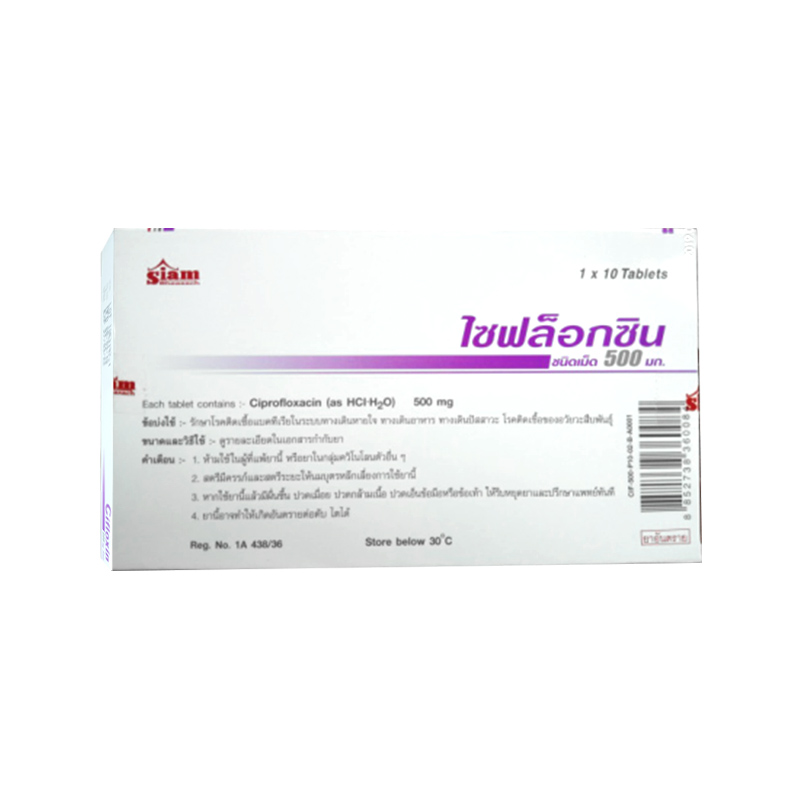 siam
1 x 10 Tablets
ไซฟล็อกซิน
ชนิดเม็ด 500 มก.
Each tablet contains :- Ciprofloxacin (as HCl·H₂O) 500 mg
ข้อบ่งใช้ :- รักษาโรคติดเชื้อแบคทีเรียในระบบทางเดินหายใจ ทางเดินอาหาร ทางเดินปัสสาวะ โรคติดเชื้อของอวัยวะสืบพันธุ์
ขนาดและวิธีใช้ :- ดูรายละเอียดในเอกสารกำกับยา
คำเตือน :- 1. ห้ามใช้ในผู้ที่แพ้ยานี้ หรือยาในกลุ่มควิโนโลนตัวอื่น ๆ
2. สตรีมีครรภ์และสตรีระยะให้นมบุตรหลีกเลี่ยงการใช้ยานี้
3. หากใช้ยานี้แล้วมีผื่นขึ้น ปวดเมื่อย ปวดกล้ามเนื้อ ปวดเอ็นข้อมือหรือข้อเท้า ให้รีบหยุดยาและปรึกษาแพทย์ทันที
4. ยานี้อาจทำให้เกิดอันตรายต่อตับ ไตได้
Reg. No. 1A 438/36 Store below 30°C
ยาอันตราย
CIF-500-P10-02-B-A0601
8 852738 360086
Cifloxin
iam